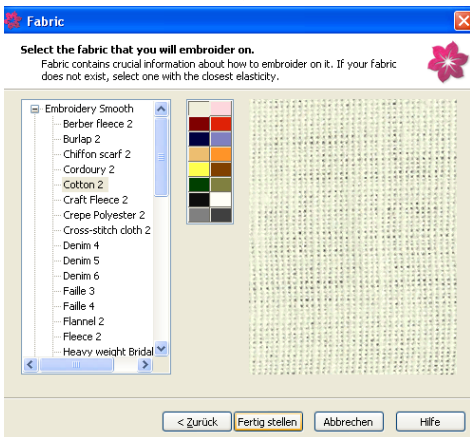 Fabric
Select the fabric that you will embroider on.
Fabric contains crucial information about how to embroider on it. If your fabric
does not exist, select one with the closest elasticity.
Embroidery Smooth
Berber fleece 2
Burlap 2
Chiffon scarf 2
Cordoury 2
Cotton 2
Craft Fleece 2
Crepe Polyester 2
Cross-stitch cloth 2
Denim 4
Denim 5
Denim 6
Faille 3
Faille 4
Flannel 2
Fleece 2
Heavy weight Bridal
< Zurück
Fertig stellen
Abbrechen
Hilfe